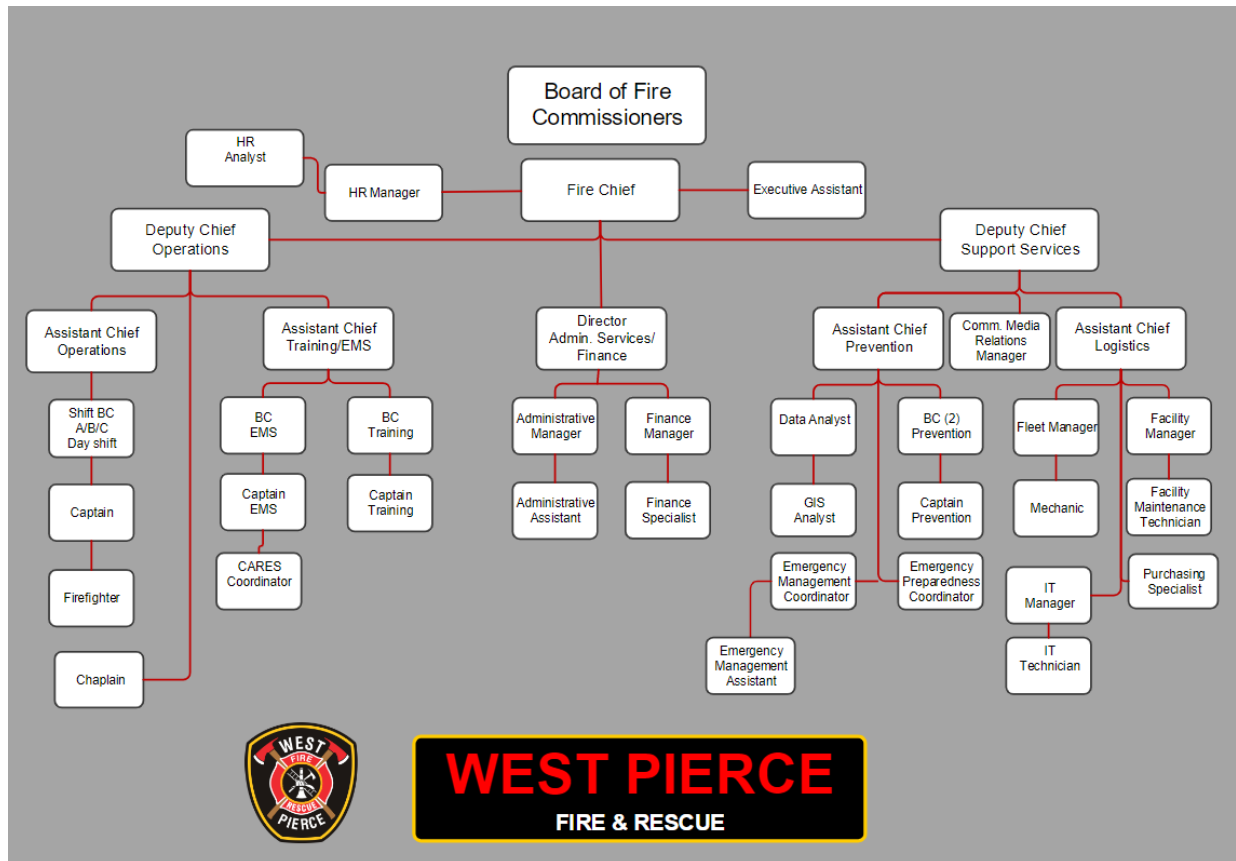 Board of Fire
Commissioners
HR
Analyst
HR Manager
Fire Chief
Executive Assistant
Deputy Chief
Operations
Deputy Chief
Support Services
Assistant Chief
Operations
Assistant Chief
Training/EMS
Director
Admin. Services/
Finance
Assistant Chief
Prevention
Comm. Media
Relations
Manager
Assistant Chief
Logistics
Shift BC
A/B/C
Day shift
BC
EMS
BC
Training
Administrative
Manager
Finance
Manager
Data Analyst
BC (2)
Prevention
Fleet Manager
Facility
Manager
Captain
Captain
EMS
Captain
Training
Administrative
Assistant
Finance
Specialist
GIS
Analyst
Captain
Prevention
Mechanic
Facility
Maintenance
Technician
Firefighter
CARES
Coordinator
Emergency
Management
Coordinator
Emergency
Preparedness
Coordinator
IT
Manager
Purchasing
Specialist
Chaplain
Emergency
Management
Assistant
IT
Technician
WEST
FIRE
RESCUE
PIERCE
WEST PIERCE
FIRE & RESCUE